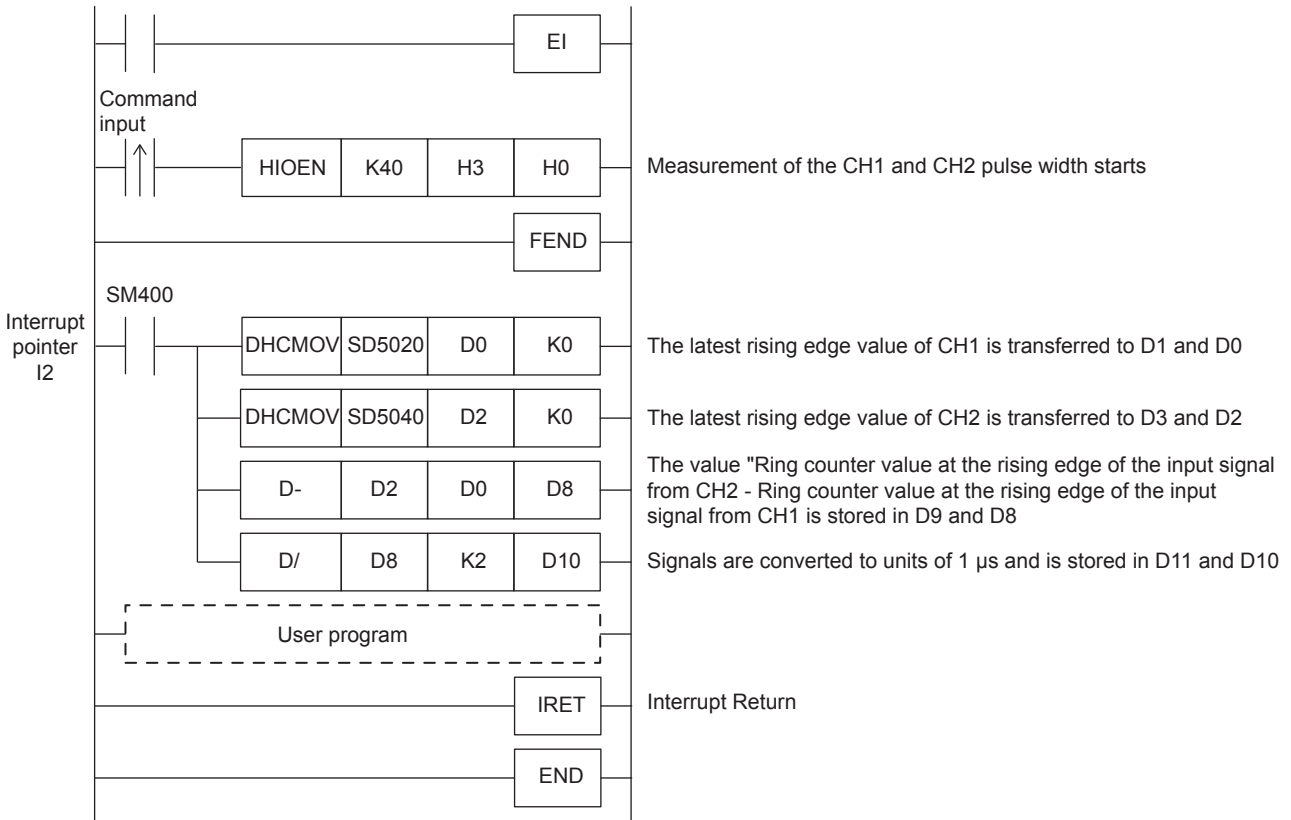 EI
Command
input
HIOEN K40 H3 H0 Measurement of the CH1 and CH2 pulse width starts
FEND
SM400
Interrupt
pointer
I2
DHCMOV SD5020 D0 K0 The latest rising edge value of CH1 is transferred to D1 and D0
DHCMOV SD5040 D2 K0 The latest rising edge value of CH2 is transferred to D3 and D2
D- D2 D0 D8
The value "Ring counter value at the rising edge of the input signal
from CH2 - Ring counter value at the rising edge of the input
signal from CH1 is stored in D9 and D8
D/ D8 K2 D10 Signals are converted to units of 1 µs and is stored in D11 and D10
User program
IRET Interrupt Return
END